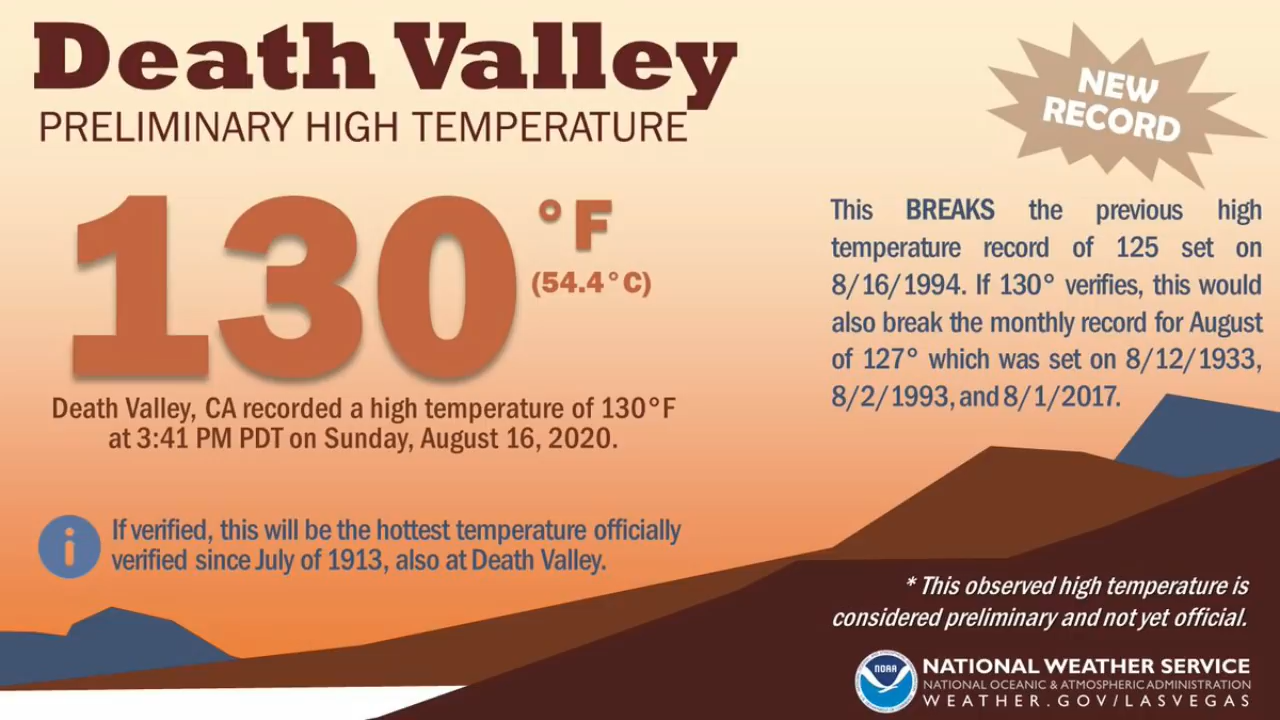 Death Valley
PRELIMINARY HIGH TEMPERATURE
NEW
RECORD
130 °F
(54.4°C)
Death Valley, CA recorded a high temperature of 130°F
at 3:41 PM PDT on Sunday, August 16, 2020.
This BREAKS the previous high
temperature record of 125 set on
8/16/1994. If 130° verifies, this would
also break the monthly record for August
of 127° which was set on 8/12/1933,
8/2/1993, and 8/1/2017.
i
If verified, this will be the hottest temperature officially
verified since July of 1913, also at Death Valley.
* This observed high temperature is
considered preliminary and not yet official.
NOAA
NATIONAL WEATHER SERVICE
NATIONAL OCEANIC & ATMOSPHERIC ADMINISTRATION
WEATHER.GOV/LASVEGAS